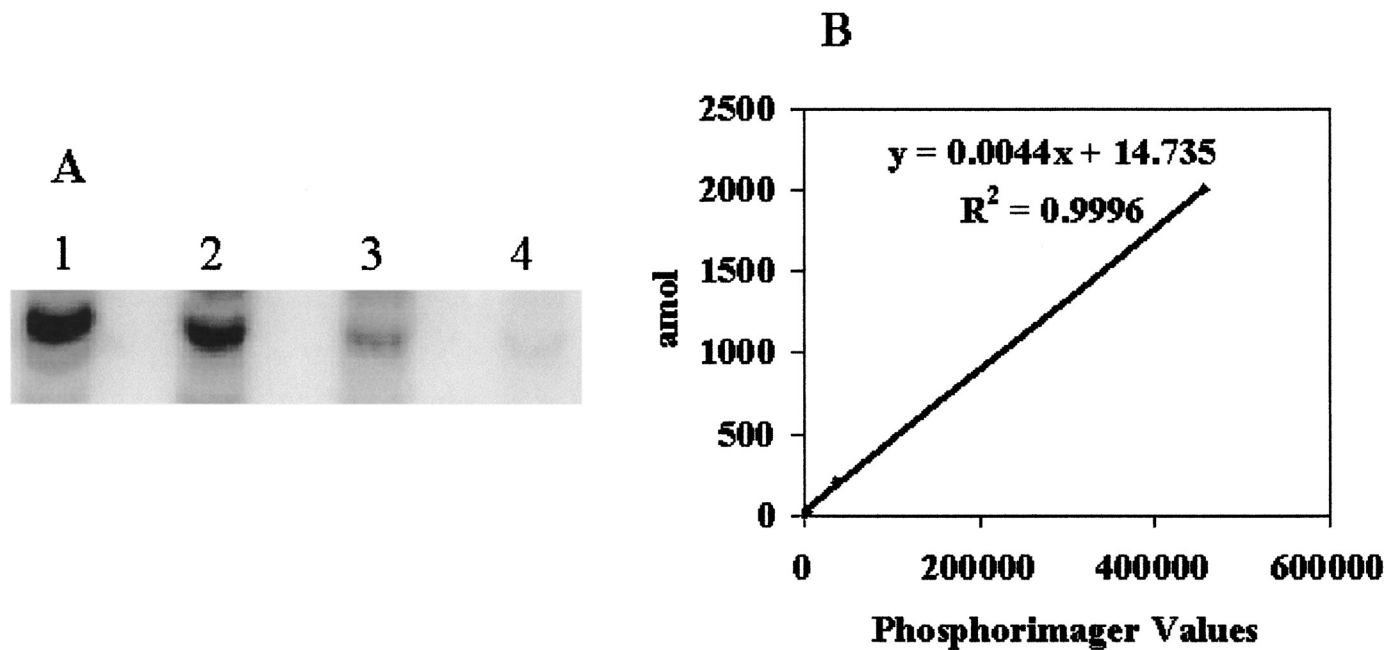 A
1 2 3 4
B
2500
2000
1500
1000
500
0
amol
y = 0.0044x + 14.735
R² = 0.9996
0 200000 400000 600000
Phosphorimager Values